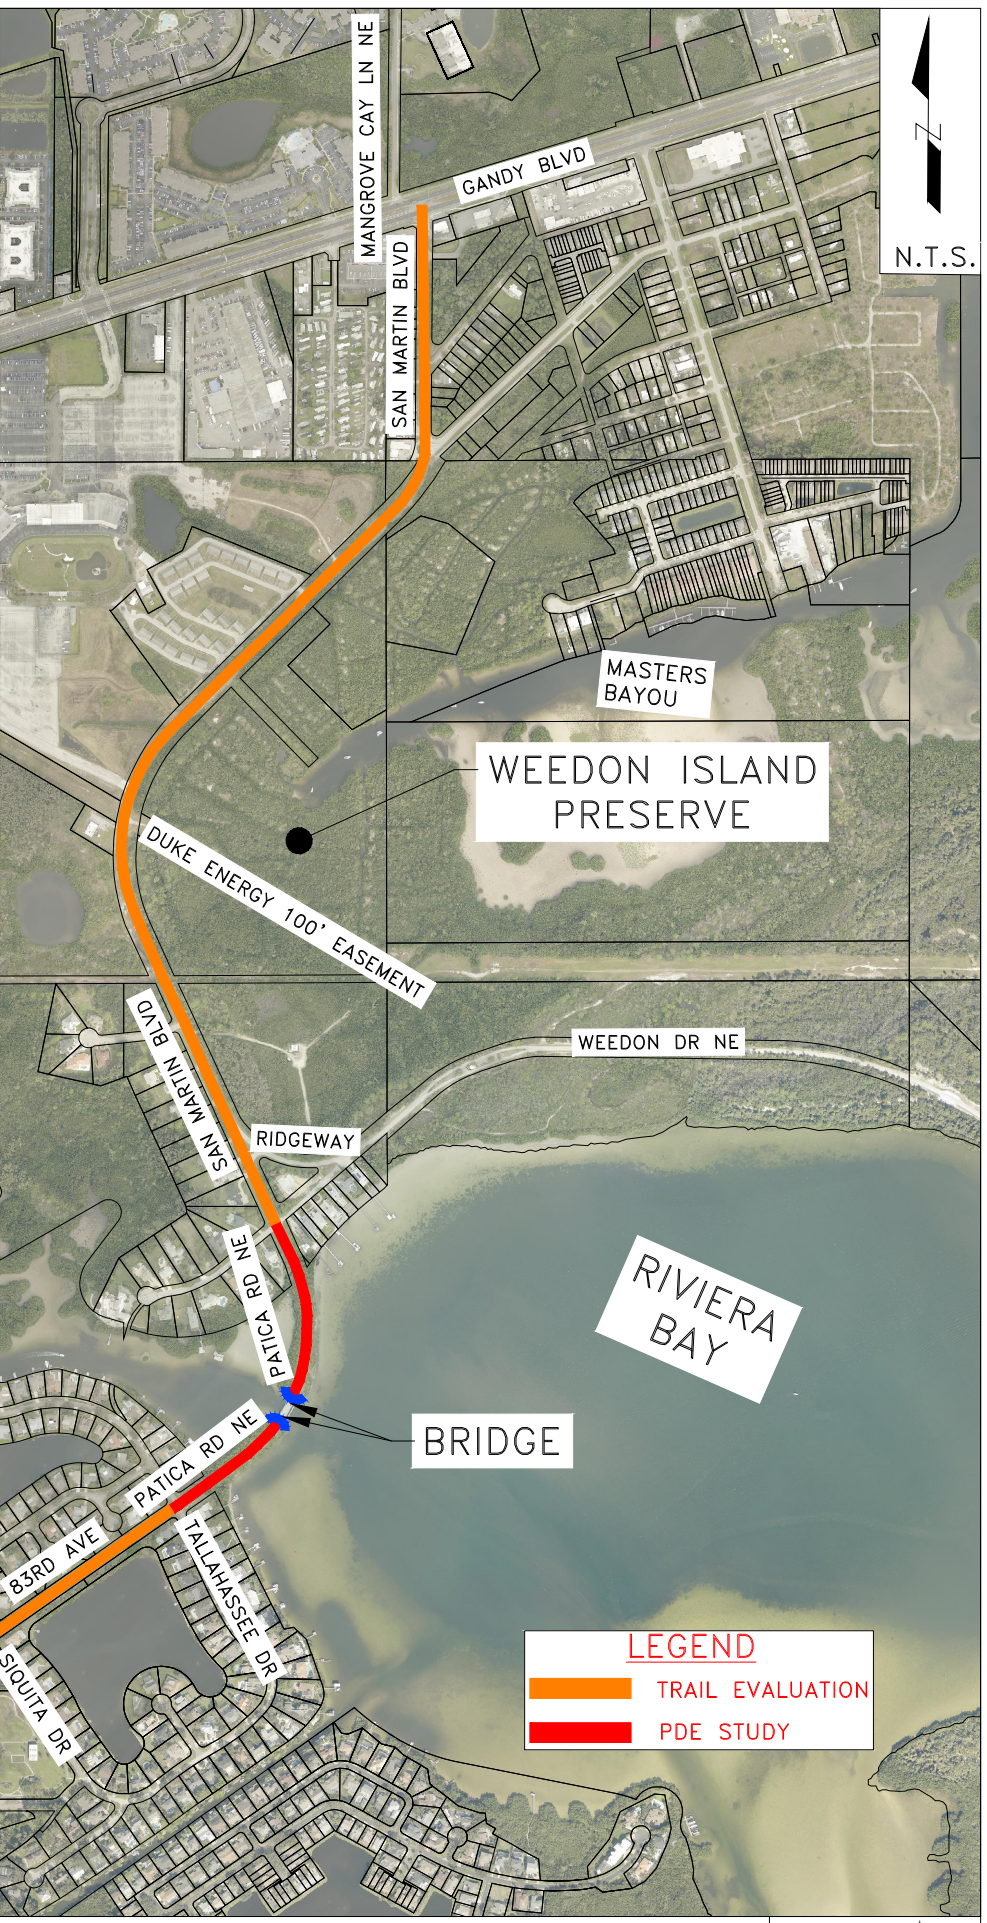 MANGROVE CAY LN NE
GANDY BLVD
N
N.T.S.
SAN MARTIN BLVD
MASTERS
BAYOU
WEEDON ISLAND
PRESERVE
DUKE ENERGY 100' EASEMENT
SAN MARTIN BLVD
WEEDON DR NE
RIDGEWAY
PATICA RD NE
RIVIERA
BAY
BRIDGE
PATICA RD NE
83RD AVE
TALLAHASSEE DR
SIQUITA DR
LEGEND
TRAIL EVALUATION
PDE STUDY